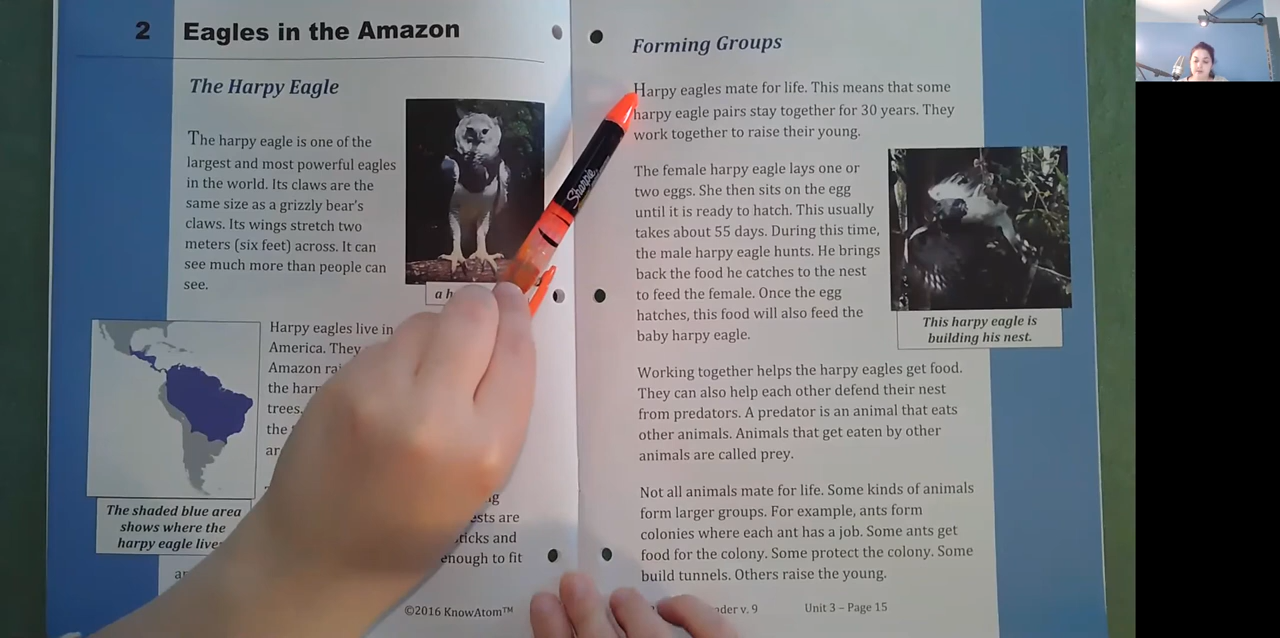 2 Eagles in the Amazon
The Harpy Eagle
The harpy eagle is one of the
largest and most powerful eagles
in the world. Its claws are the
same size as a grizzly bear's
claws. Its wings stretch two
meters (six feet) across. It can
see much more than people can
see.
a
Harpy eagles live in
America. They
Amazon
the
trees.
the
The shaded blue area
shows where the
harpy eagle
ests are
ticks and
enough to fit
©2016 KnowAtom™
Forming Groups
Harpy eagles mate for life. This means that some
harpy eagle pairs stay together for 30 years. They
work together to raise their young.
The female harpy eagle lays one or
two eggs. She then sits on the egg
until it is ready to hatch. This usually
takes about 55 days. During this time,
the male harpy eagle hunts. He brings
back the food he catches to the nest
to feed the female. Once the egg
hatches, this food will also feed the
baby harpy eagle.
This harpy eagle is
building his nest.
Working together helps the harpy eagles get food.
They can also help each other defend their nest
from predators. A predator is an animal that eats
other animals. Animals that get eaten by other
animals are called prey.
Not all animals mate for life. Some kinds of animals
form larger groups. For example, ants form
colonies where each ant has a job. Some ants get
food for the colony. Some protect the colony. Some
build tunnels. Others raise the young.
v. 9 Unit 3 – Page 15
Sharpie